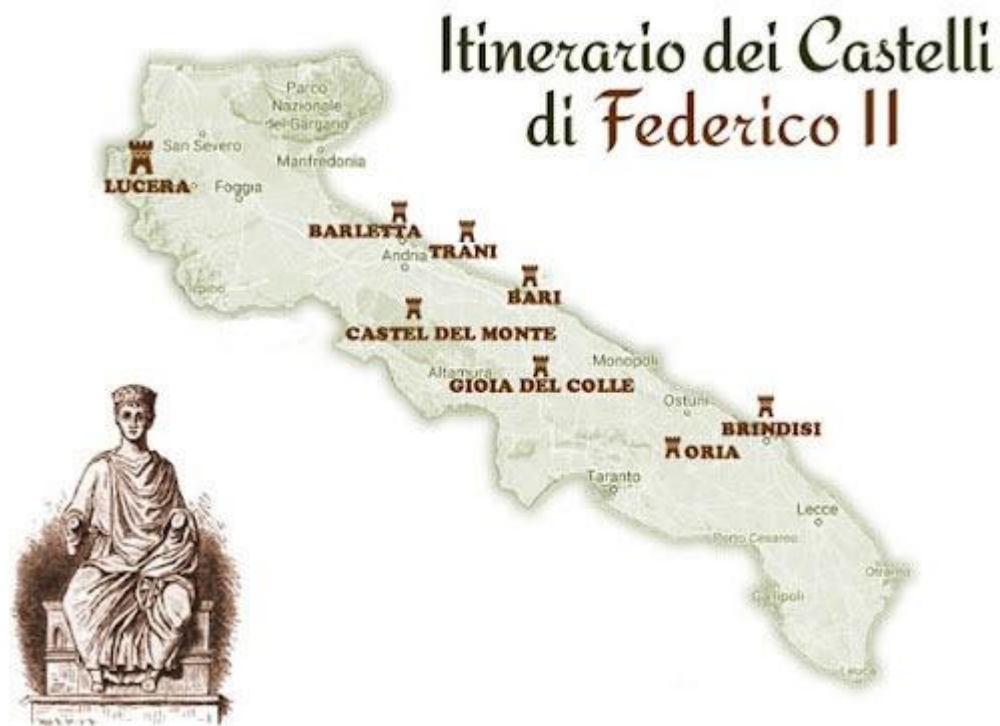 Itinerario dei Castelli
di Federico II
Parco
Nazionale
del Gargano
San Severo
Manfredonia
LUCERA
Foggia
BARLETTA
TRANI
Andria
BARI
CASTEL DEL MONTE
Monopoli
Altamura
GIOIA DEL COLLE
Ostuni
BRINDISI
ORIA
Taranto
Lecce
Porto Cesareo
Otranto
Gallipoli
Leuca